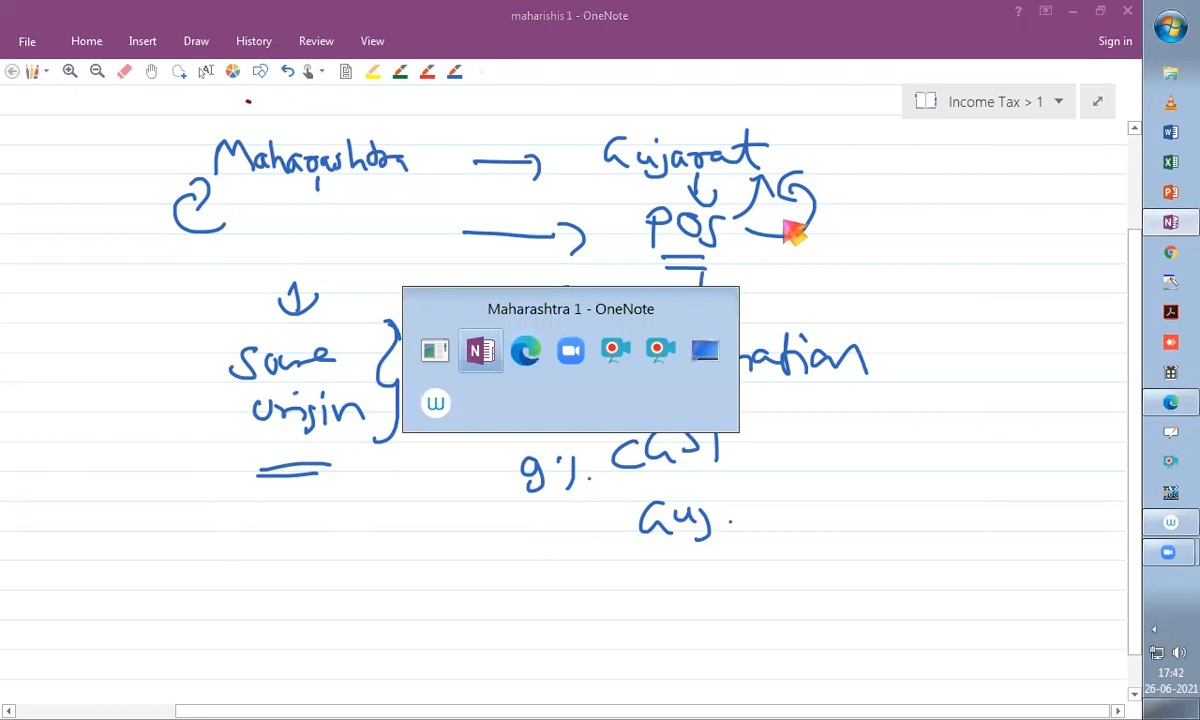 maharishis 1 - OneNote
?
File Home Insert Draw History Review View Sign in
Income Tax > 1
Maharashtra → Gujarat
→ POS
Maharashtra 1 - OneNote
Same
origin
9%. CGST
Guj.
17:42
26-06-2021